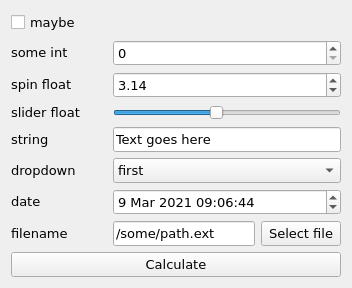 maybe
some int 0
spin float 3.14
slider float
string Text goes here
dropdown first
date 9 Mar 2021 09:06:44
filename /some/path.ext Select file
Calculate